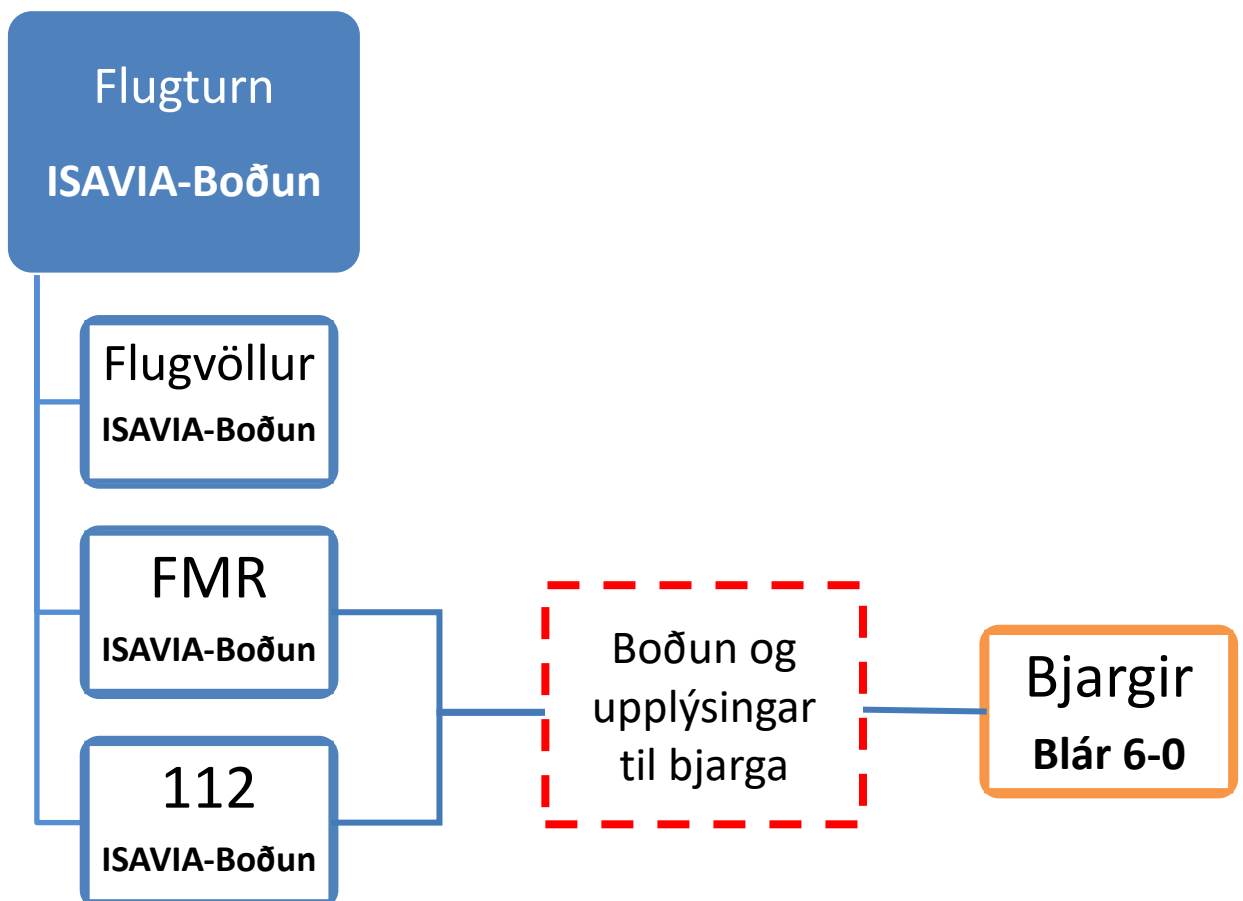 Flugturn
ISAVIA-Boðun
Flugvöllur
ISAVIA-Boðun
FMR
ISAVIA-Boðun
112
ISAVIA-Boðun
Boðun og
upplýsingar
til bjarga
Bjargir
Blár 6-0